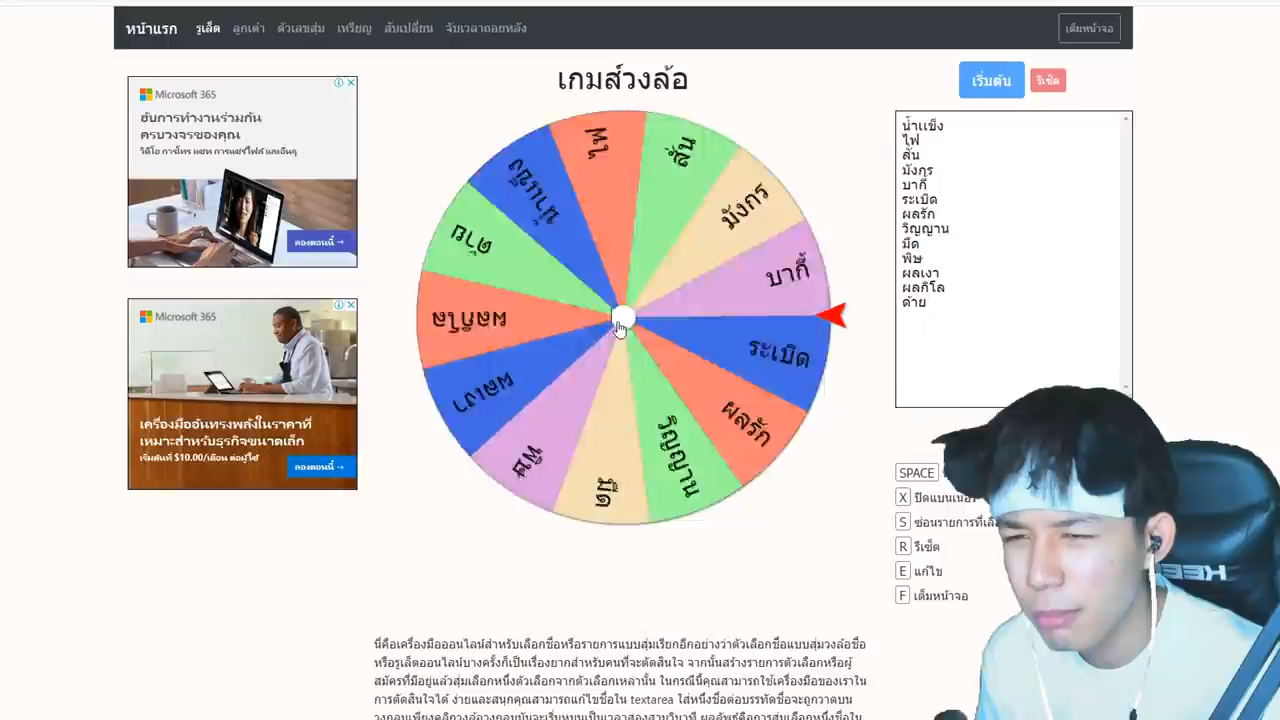 หน้าแรก รูเล็ต ลูกเต๋า ตัวเลขสุ่ม เหรียญ สับเปลี่ยน จับเวลาถอยหลัง เต็มหน้าจอ
เกมส์วงล้อ
เริ่มต้น รีเซ็ต
Microsoft 365
ฮับการทำงานร่วมกัน
ครบวงจรของคุณ
วิดีโอ การโทร แชท การแชร์ไฟล์ และอื่นๆ
ลองตอนนี้ →
Microsoft 365
เครื่องมืออันทรงพลังในราคาที่
เหมาะสำหรับธุรกิจขนาดเล็ก
เริ่มต้นที่ $10.00/เดือน ต่อผู้ใช้
ลองตอนนี้ →
ไฟ
สั่น
มังกร
บากี้
ระเบิด
ผลรัก
วิญญาน
มืด
พิษ
ผลเงา
ผลกิโล
ด้าย
น้ำแข็ง
น้ำแข็ง
ไฟ
สั่น
มังกร
บากี้
ระเบิด
ผลรัก
วิญญาน
มืด
พิษ
ผลเงา
ผลกิโล
ด้าย
SPACE
X ปิดแบนเนอร์
S ซ่อนรายการที่เลื
R รีเซ็ต
E แก้ไข
F เต็มหน้าจอ
นี่คือเครื่องมือออนไลน์สำหรับเลือกชื่อหรือรายการแบบสุ่มเรียกอีกอย่างว่าตัวเลือกชื่อแบบสุ่มวงล้อชื่อ
หรือรูเล็ตออนไลน์บางครั้งก็เป็นเรื่องยากสำหรับคนที่จะตัดสินใจ จากนั้นสร้างรายการตัวเลือกหรือผู้
สมัครที่มีอยู่แล้วสุ่มเลือกหนึ่งตัวเลือกจากตัวเลือกเหล่านั้น ในกรณีนี้คุณสามารถใช้เครื่องมือของเราใน
การตัดสินใจได้ ง่ายและสนุกคุณสามารถแก้ไขชื่อใน textarea ใส่หนึ่งชื่อต่อบรรทัดชื่อจะถูกวาดบน